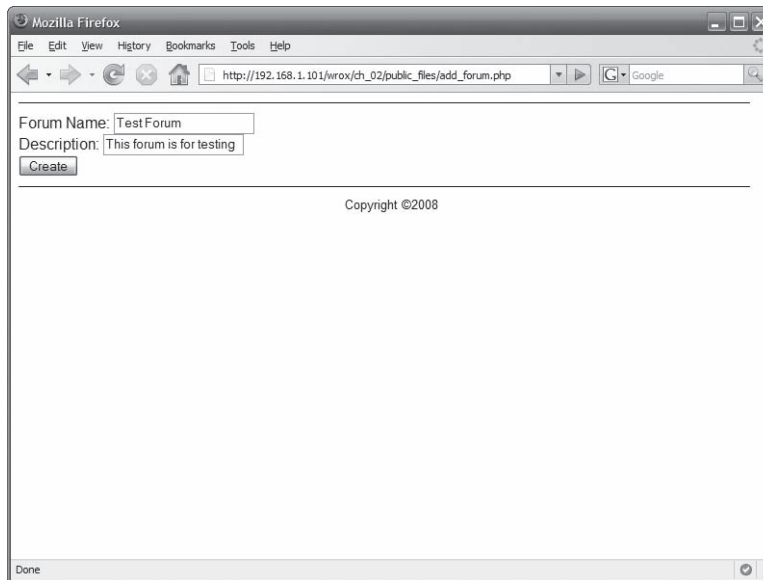 Mozilla Firefox
File Edit View History Bookmarks Tools Help
http://192.168.1.101/wrox/ch_02/public_files/add_forum.php
G Google
Forum Name: Test Forum
Description: This forum is for testing
Create
Copyright ©2008
Done